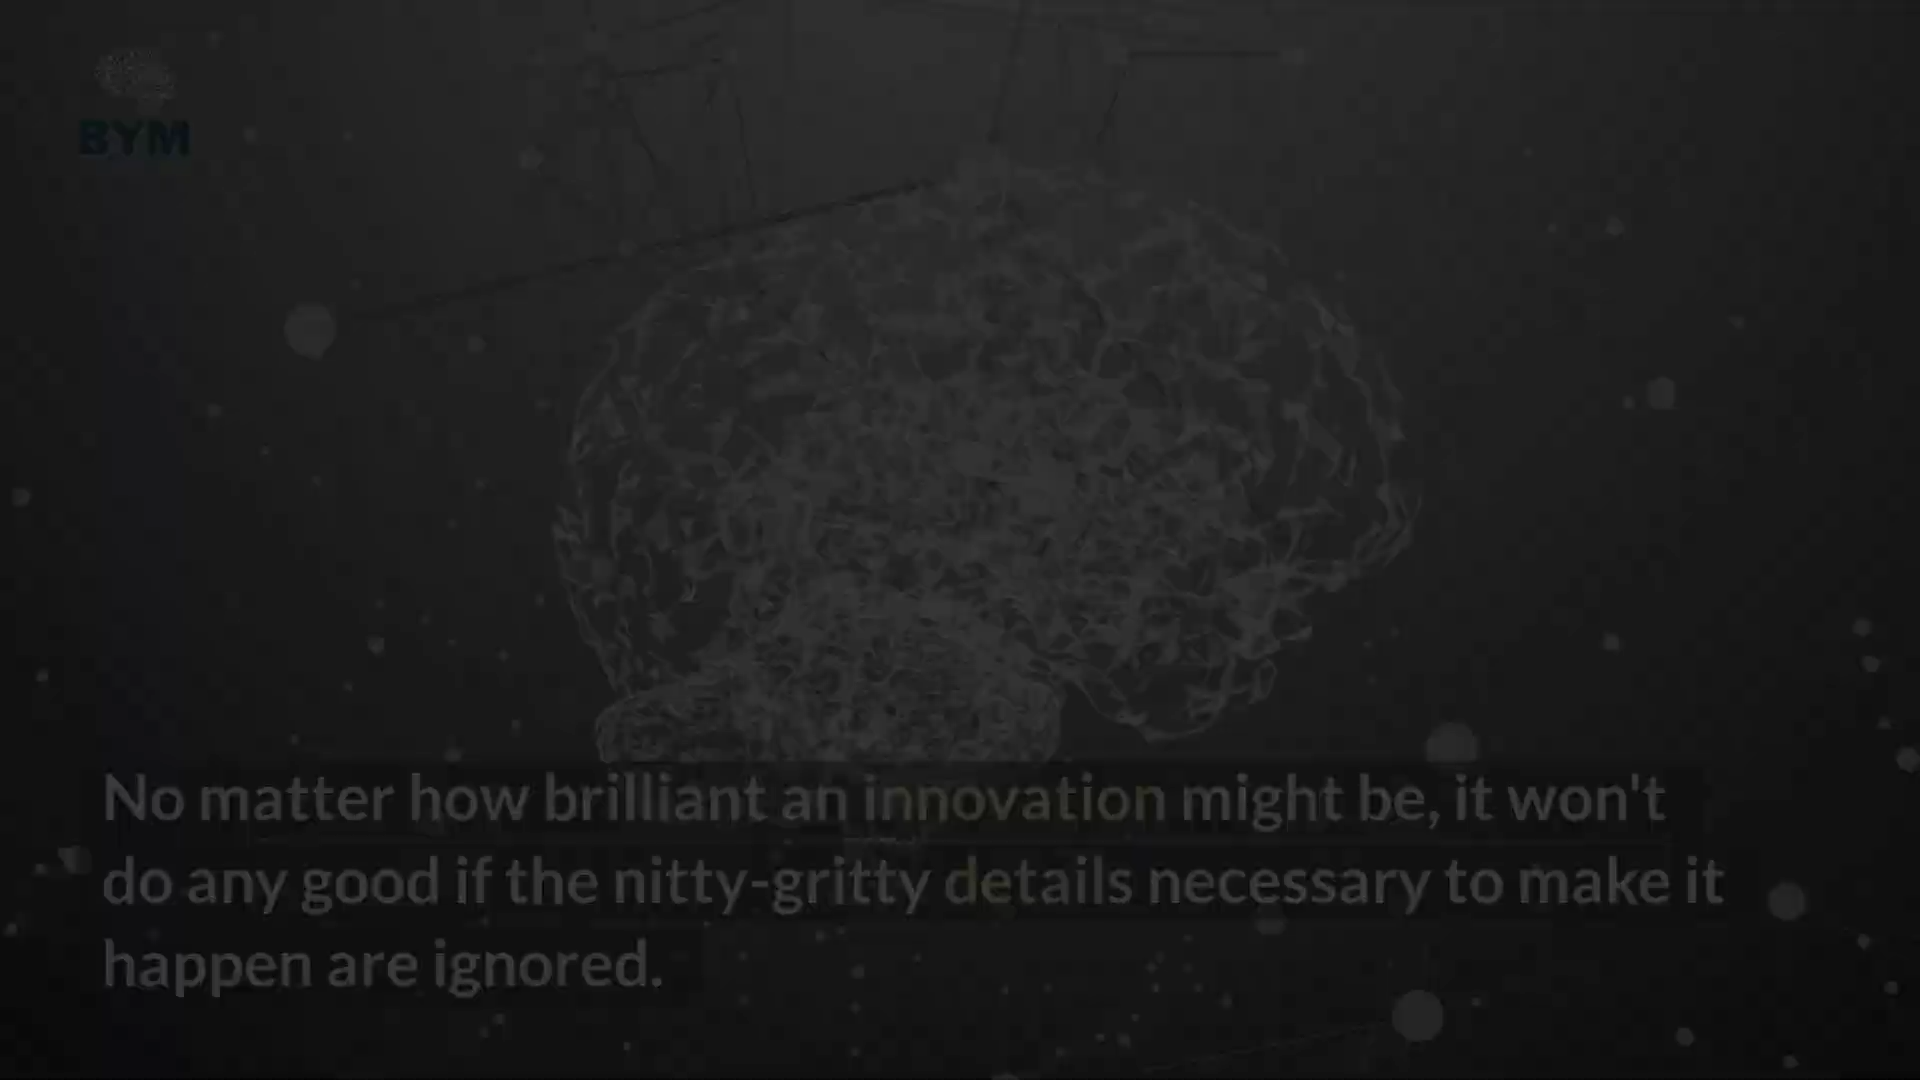 BYM
No matter how brilliant an innovation might be, it won't
do any good if the nitty-gritty details necessary to make it
happen are ignored.